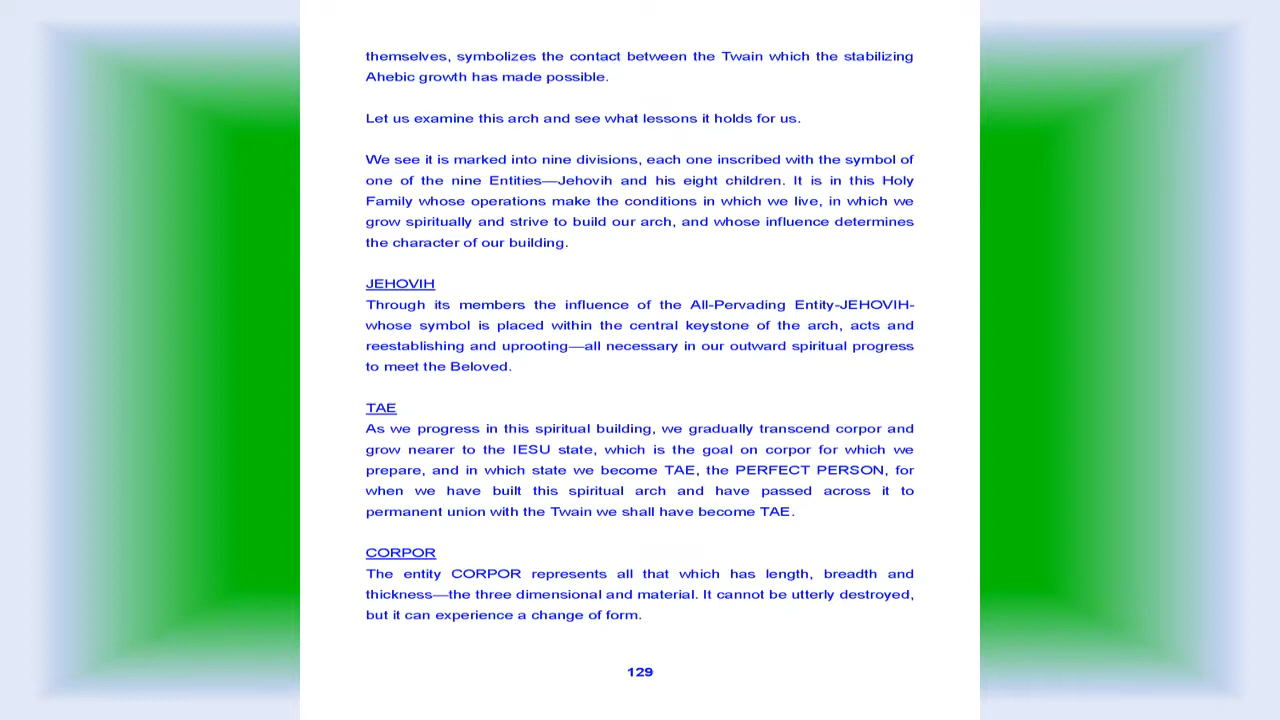 themselves, symbolizes the contact between the Twain which the stabilizing
Ahebic growth has made possible.
Let us examine this arch and see what lessons it holds for us.
We see it is marked into nine divisions, each one inscribed with the symbol of
one of the nine Entities—Jehovih and his eight children. It is in this Holy
Family whose operations make the conditions in which we live, in which we
grow spiritually and strive to build our arch, and whose influence determines
the character of our building.
JEHOVIH
Through its members the influence of the All-Pervading Entity-JEHOVIH-
whose symbol is placed within the central keystone of the arch, acts and
reestablishing and uprooting—all necessary in our outward spiritual progress
to meet the Beloved.
TAE
As we progress in this spiritual building, we gradually transcend corpor and
grow nearer to the IESU state, which is the goal on corpor for which we
prepare, and in which state we become TAE, the PERFECT PERSON, for
when we have built this spiritual arch and have passed across it to
permanent union with the Twain we shall have become TAE.
CORPOR
The entity CORPOR represents all that which has length, breadth and
thickness—the three dimensional and material. It cannot be utterly destroyed,
but it can experience a change of form.
129